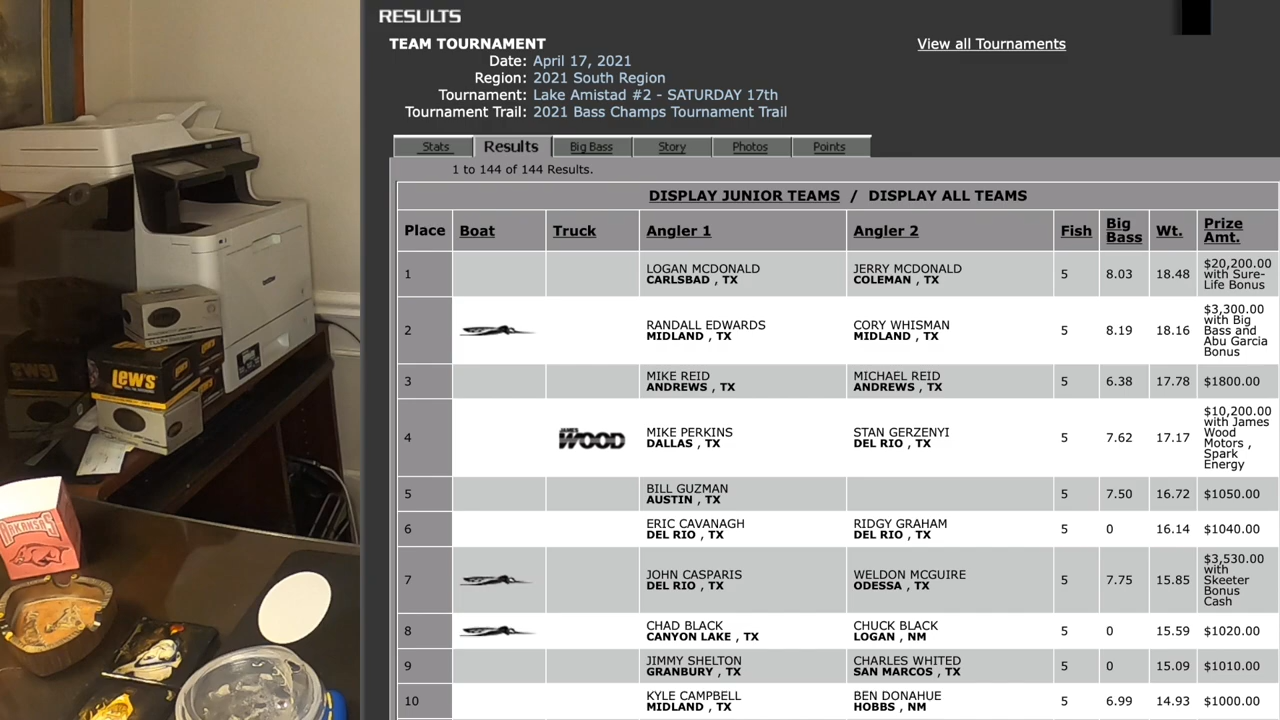 RESULTS
TEAM TOURNAMENT
View all Tournaments
Date: April 17, 2021
Region: 2021 South Region
Tournament: Lake Amistad #2 - SATURDAY 17th
Tournament Trail: 2021 Bass Champs Tournament Trail
Stats Results Big Bass Story Photos Points
1 to 144 of 144 Results.
DISPLAY JUNIOR TEAMS / DISPLAY ALL TEAMS
Place Boat Truck Angler 1 Angler 2 Fish Big Bass Wt. Prize Amt.
1 LOGAN MCDONALD JERRY MCDONALD 5 8.03 18.48 $20,200.00
CARLSBAD , TX COLEMAN , TX with Sure-
Life Bonus
2 RANDALL EDWARDS CORY WHISMAN 5 8.19 18.16 $3,300.00
MIDLAND , TX MIDLAND , TX with Big
Bass and
Abu Garcia
Bonus
3 MIKE REID MICHAEL REID 5 6.38 17.78 $1800.00
ANDREWS , TX ANDREWS , TX
4 JAMES WOOD MIKE PERKINS STAN GERZENYI 5 7.62 17.17 $10,200.00
DALLAS , TX DEL RIO , TX with James
Wood
Motors ,
Spark
Energy
5 BILL GUZMAN 5 7.50 16.72 $1050.00
AUSTIN , TX
6 ERIC CAVANAGH RIDGY GRAHAM 5 0 16.14 $1040.00
DEL RIO , TX DEL RIO , TX
7 JOHN CASPARIS WELDON MCGUIRE 5 7.75 15.85 $3,530.00
DEL RIO , TX ODESSA , TX with
Skeeter
Bonus
Cash
8 CHAD BLACK CHUCK BLACK 5 0 15.59 $1020.00
CANYON LAKE , TX LOGAN , NM
9 JIMMY SHELTON CHARLES WHITED 5 0 15.09 $1010.00
GRANBURY , TX SAN MARCOS , TX
10 KYLE CAMPBELL BEN DONAHUE 5 6.99 14.93 $1000.00
MIDLAND , TX HOBBS , NM
LEW'S
ARKANSAS